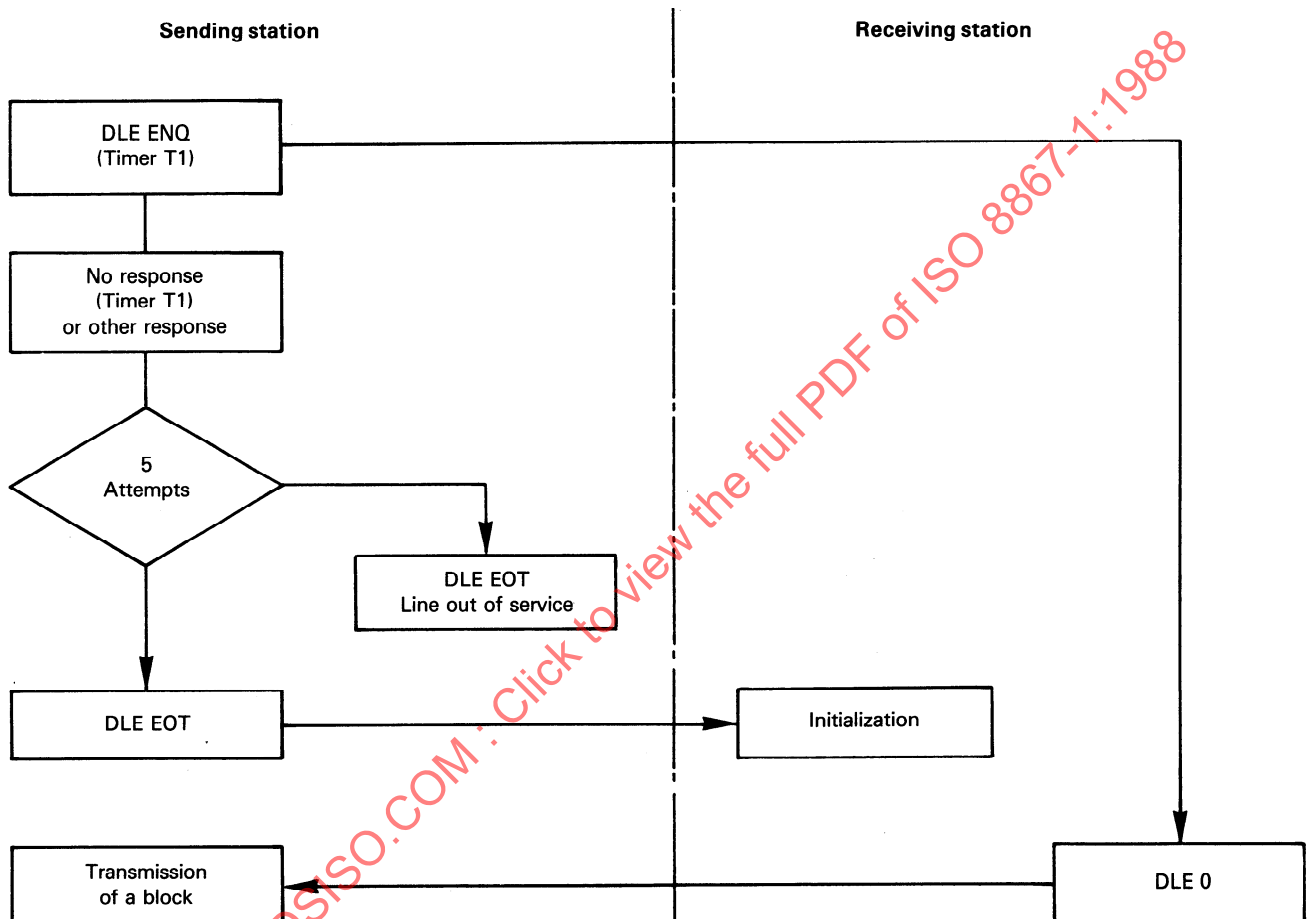 Sending station
Receiving station
DLE ENQ
(Timer T1)
No response
(Timer T1)
or other response
5
Attempts
DLE EOT
Line out of service
DLE EOT
Initialization
Transmission
of a block
DLE 0
SISO.COM : Click to view the full PDF of ISO 8867-1:1988